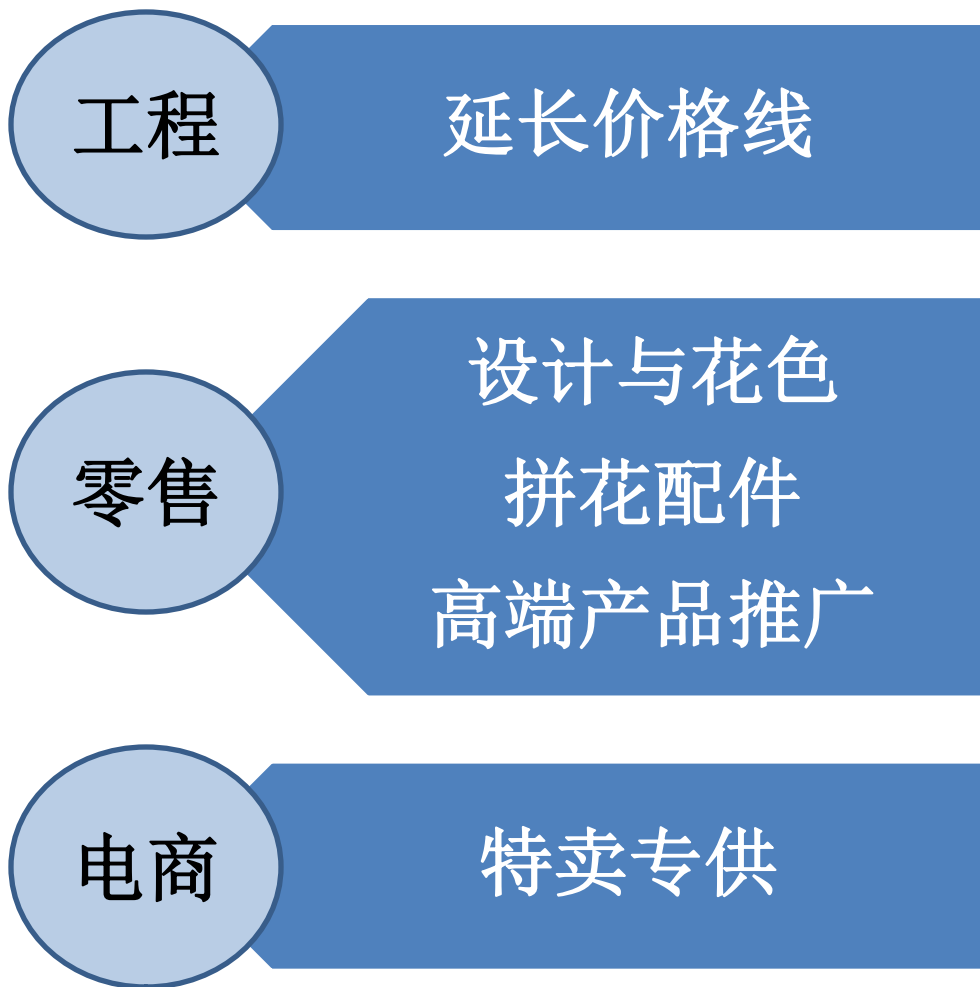 工程
延长价格线
零售
设计与花色
拼花配件
高端产品推广
电商
特卖专供